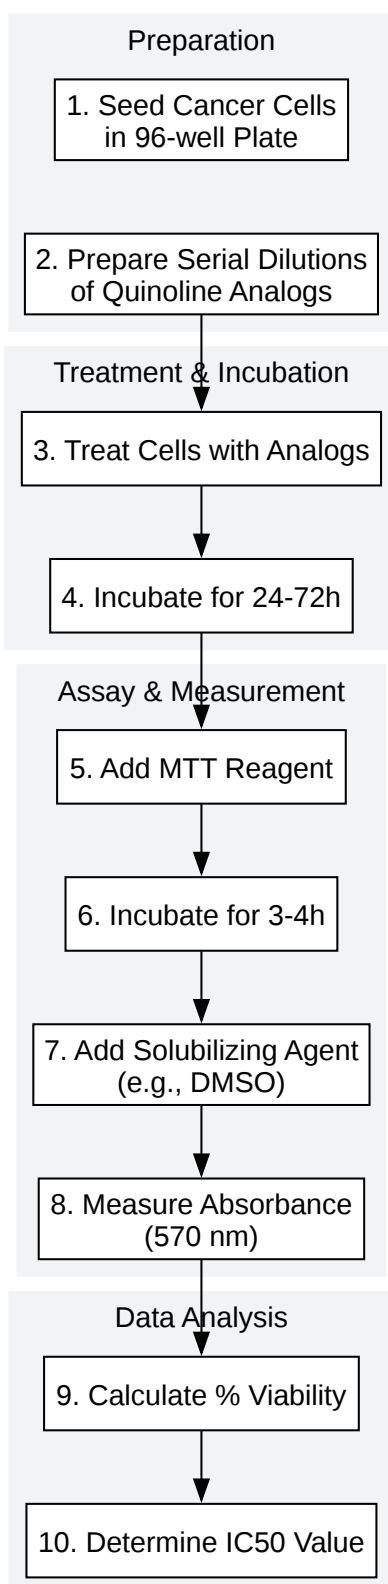 Preparation
1. Seed Cancer Cells
in 96-well Plate
2. Prepare Serial Dilutions
of Quinoline Analogs
Treatment & Incubation
3. Treat Cells with Analogs
4. Incubate for 24-72h
Assay & Measurement
5. Add MTT Reagent
6. Incubate for 3-4h
7. Add Solubilizing Agent
(e.g., DMSO)
8. Measure Absorbance
(570 nm)
Data Analysis
9. Calculate % Viability
10. Determine IC50 Value